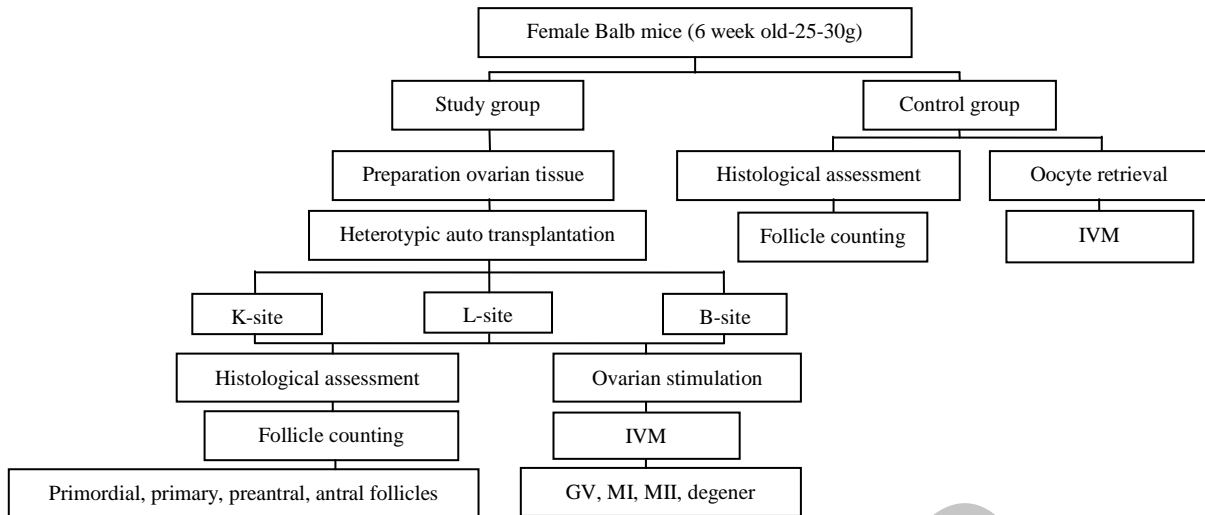 Female Balb mice (6 week old-25-30g)
Study group
Control group
Preparation ovarian tissue
Histological assessment
Oocyte retrieval
Heterotypic auto transplantation
Follicle counting
IVM
K-site
L-site
B-site
Histological assessment
Ovarian stimulation
Follicle counting
IVM
Primordial, primary, preantral, antral follicles
GV, MI, MII, degener